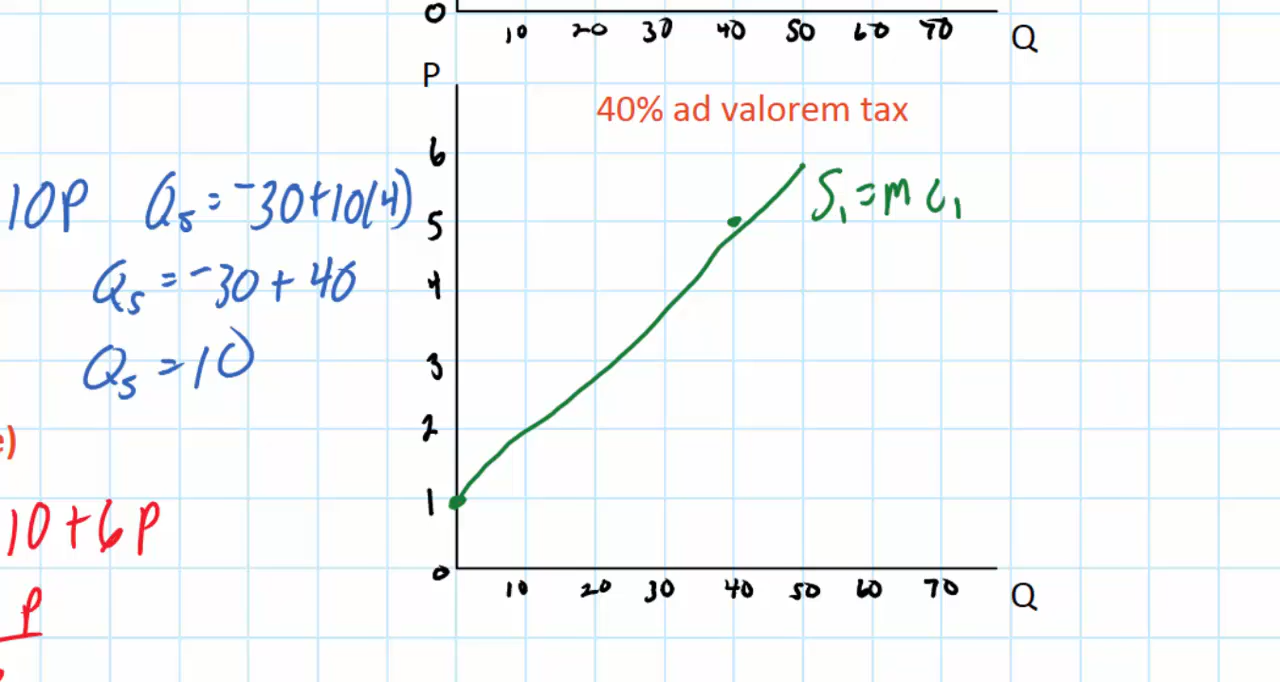 0
10 20 30 40 50 60 70 Q
P
40% ad valorem tax
6
10P Qs = -30+10(4)
S₁ = MC₁
5
Qs = -30 + 40
4
Qs = 10
3
2
e)
1
10 + 6P
0
10 20 30 40 50 60 70 Q
P